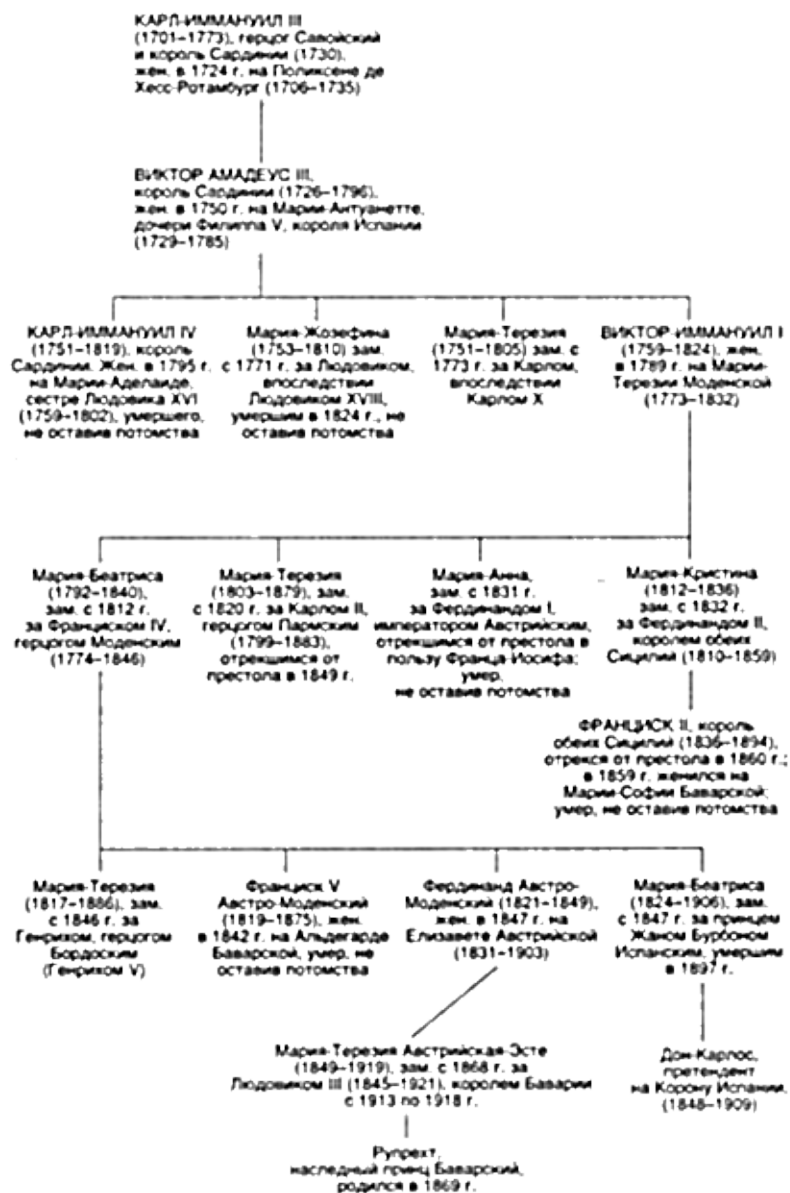 КАРЛ-ИММАНУИЛ III
(1701–1773), герцог Савойский
и король Сардинии (1730),
жен. в 1724 г. на Поликсене де
Хесс-Ротамбург (1706–1735)
ВИКТОР АМАДЕУС III,
король Сардинии (1726–1796),
жен. в 1750 г. на Марии-Антуанетте,
дочери Филиппа V, короля Испании
(1729–1785)
КАРЛ-ИММАНУИЛ IV
(1751–1819), король
Сардинии. Жен. в 1795 г.
на Марии-Аделаиде,
сестре Людовика XVI
(1759–1802), умершего,
не оставив потомства
Мария-Жозефина
(1753–1810) зам.
с 1771 г. за Людовиком,
впоследствии
Людовиком XVIII,
умершим в 1824 г., не
оставив потомства
Мария-Терезия
(1751–1805) зам. с
1773 г. за Карлом,
впоследствии
Карлом X
ВИКТОР-ИММАНУИЛ I
(1759–1824), жен.
в 1789 г. на Марии-
Терезии Моденской
(1773–1832)
Мария-Беатриса
(1792–1840),
зам. с 1812 г.
за Франциском IV,
герцогом Моденским
(1774–1846)
Мария-Терезия
(1803–1879), зам.
с 1820 г. за Карлом II,
герцогом Пармским
(1799–1883),
отрекшимся от
престола в 1849 г.
Мария-Анна,
зам. с 1831 г.
за Фердинандом I,
императором Австрийским,
отрекшимся от престола в
пользу Франца-Иосифа;
умер,
не оставив потомства
Мария-Кристина
(1812–1836)
зам. с 1832 г.
за Фердинандом II,
королем обеих
Сицилий (1810–1859)
ФРАНЦИСК II, король
обеих Сицилий (1836–1894),
отрекся от престола в 1860 г.;
в 1859 г. женился на
Марии-Софии Баварской;
умер, не оставив потомства
Мария-Терезия
(1817–1886), зам.
с 1846 г. за
Генрихом, герцогом
Бордоским
(Генрихом V)
Франциск V
Австро-Моденский
(1819–1875), жен.
в 1842 г. на Альдегарде
Баварской, умер, не
оставив потомства
Фердинанд Австро-
Моденский (1821–1849),
жен. в 1847 г. на
Елизавете Австрийской
(1831–1903)
Мария-Беатриса
(1824–1906), зам.
с 1847 г. за принцем
Жаном Бурбоном
Испанским, умершим
в 1897 г.
Мария-Терезия Австрийская-Эсте
(1849–1919), зам. с 1868 г. за
Людовиком III (1845–1921), королем Баварии
с 1913 по 1918 г.
Дон-Карлос,
претендент
на Корону Испании,
(1848–1909)
Рупрехт,
наследный принц Баварский,
родился в 1869 г.